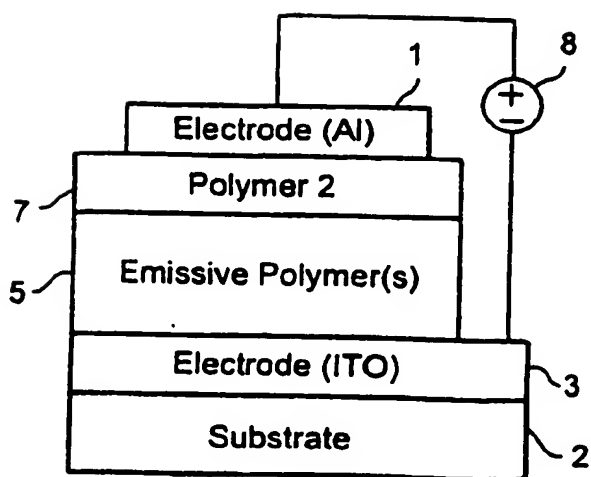 1
8
+
−
Electrode (Al)
Polymer 2
7
Emissive Polymer(s)
5
Electrode (ITO)
3
Substrate
2